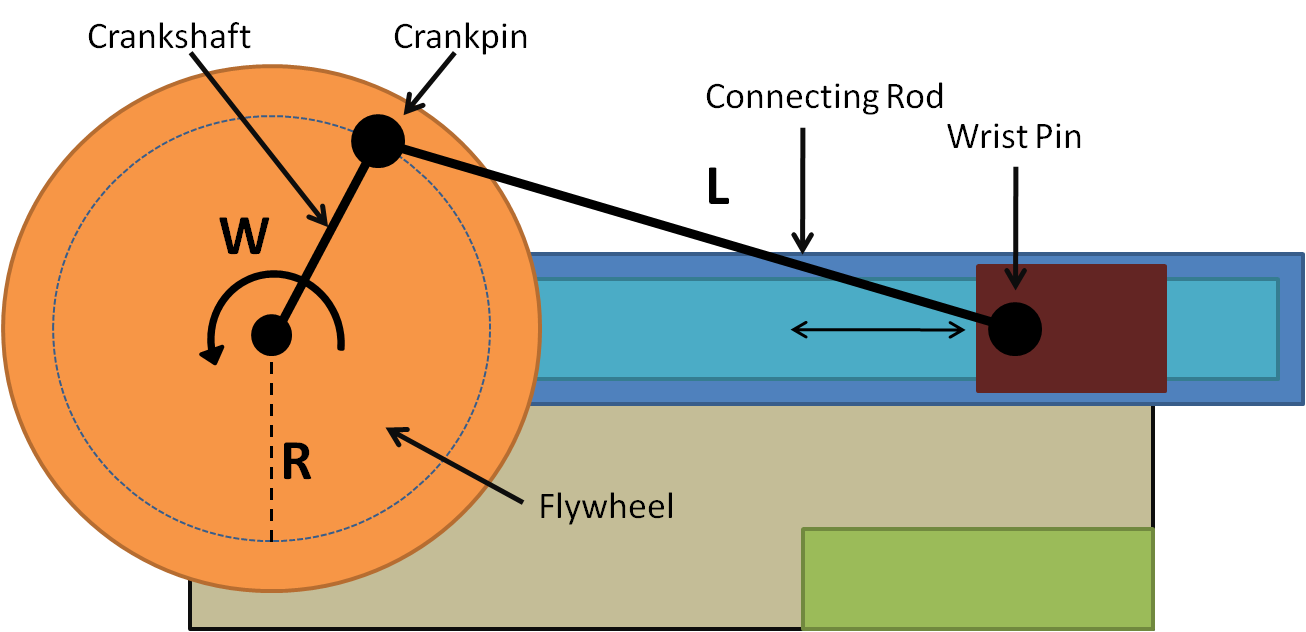 Crankshaft
Crankpin
Connecting Rod
Wrist Pin
L
W
R
Flywheel